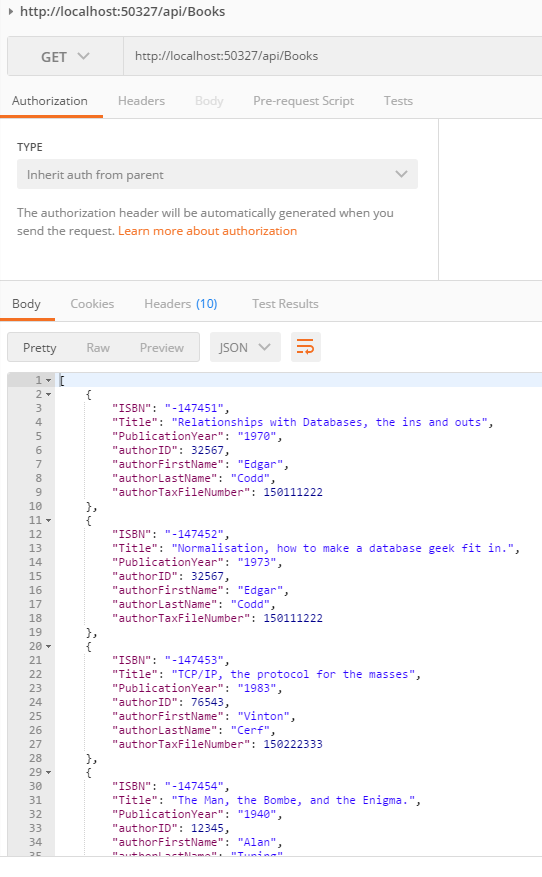 http://localhost:50327/api/Books
GET http://localhost:50327/api/Books
Authorization Headers Body Pre-request Script Tests
TYPE
Inherit auth from parent
The authorization header will be automatically generated when you
send the request. Learn more about authorization
Body Cookies Headers (10) Test Results
Pretty Raw Preview JSON
1 [
2 {
3 "ISBN": "-147451",
4 "Title": "Relationships with Databases, the ins and outs",
5 "PublicationYear": "1970",
6 "authorID": 32567,
7 "authorFirstName": "Edgar",
8 "authorLastName": "Codd",
9 "authorTaxFileNumber": 150111222
10 },
11 {
12 "ISBN": "-147452",
13 "Title": "Normalisation, how to make a database geek fit in.",
14 "PublicationYear": "1973",
15 "authorID": 32567,
16 "authorFirstName": "Edgar",
17 "authorLastName": "Codd",
18 "authorTaxFileNumber": 150111222
19 },
20 {
21 "ISBN": "-147453",
22 "Title": "TCP/IP, the protocol for the masses",
23 "PublicationYear": "1983",
24 "authorID": 76543,
25 "authorFirstName": "Vinton",
26 "authorLastName": "Cerf",
27 "authorTaxFileNumber": 150222333
28 },
29 {
30 "ISBN": "-147454",
31 "Title": "The Man, the Bombe, and the Enigma.",
32 "PublicationYear": "1940",
33 "authorID": 12345,
34 "authorFirstName": "Alan",
35 "authorLastName": "Turing"